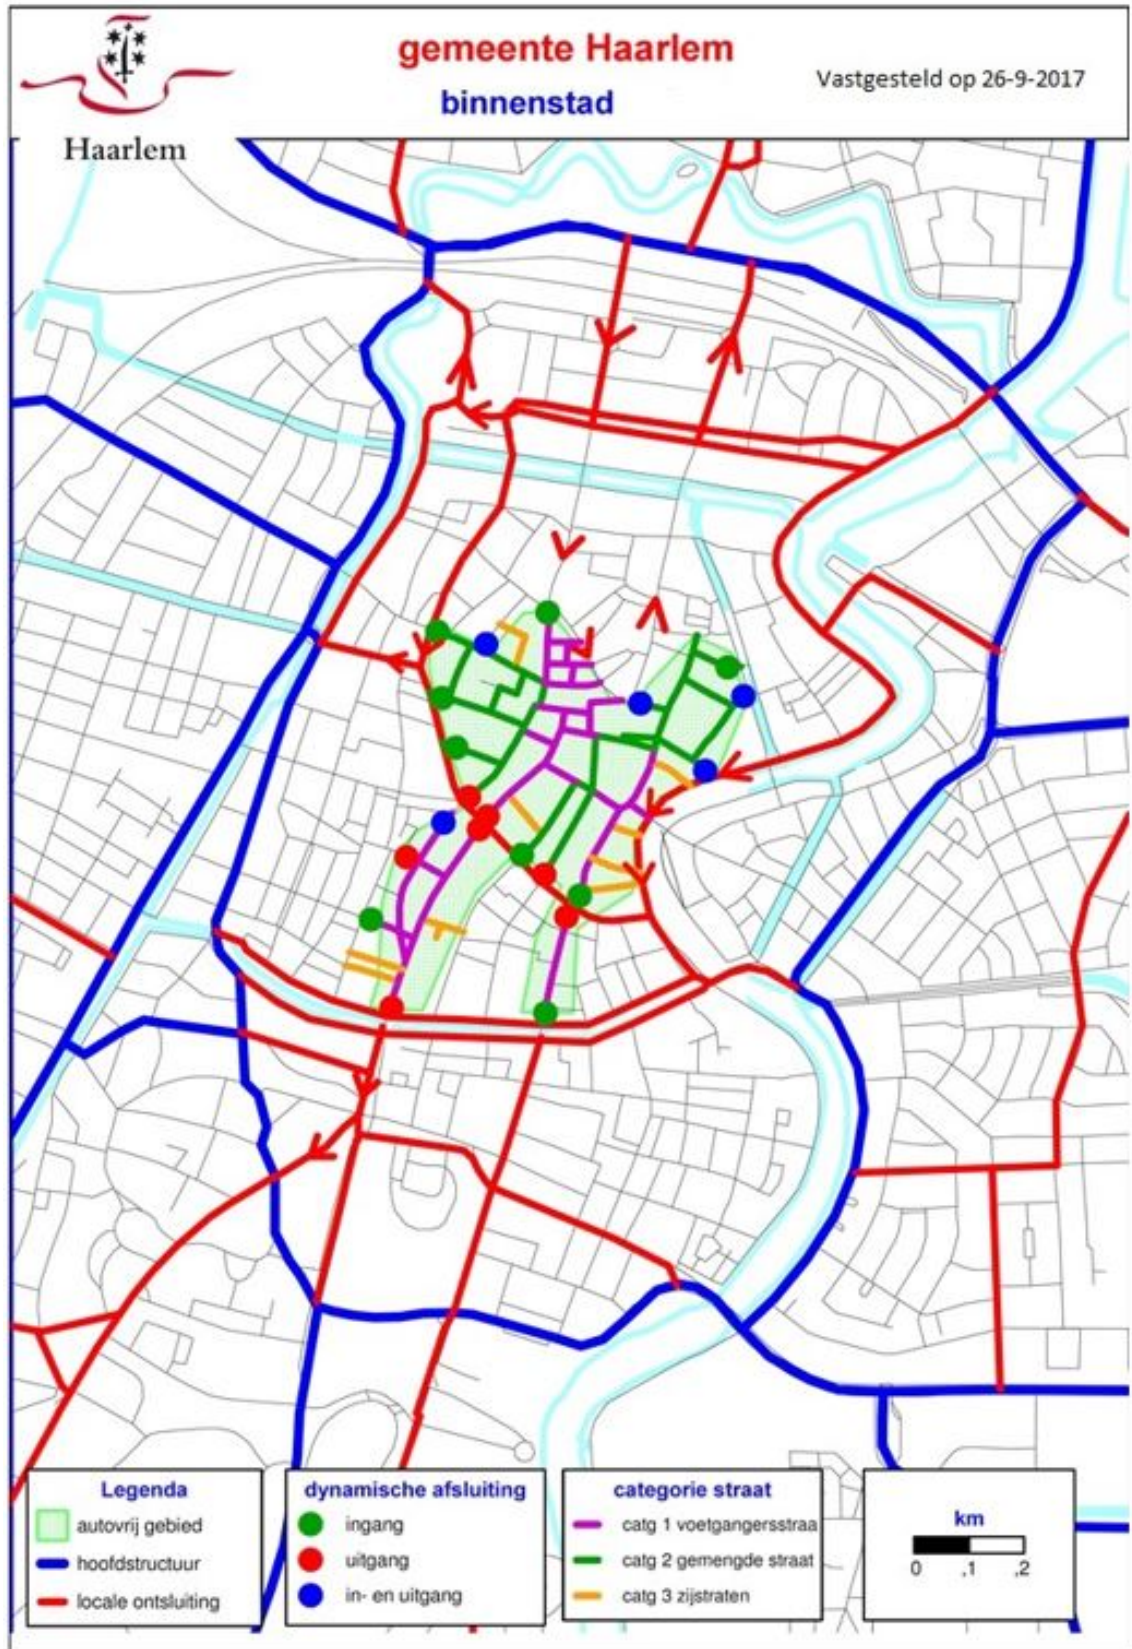 gemeente Haarlem
binnenstad
Vastgesteld op 26-9-2017
Haarlem
Legenda
autovrij gebied
hoofdstructuur
locale ontsluiting
dynamische afsluiting
ingang
uitgang
in- en uitgang
categorie straat
catg 1 voetgangersstraa
catg 2 gemengde straat
catg 3 zijstraten
km
0 ,1 ,2